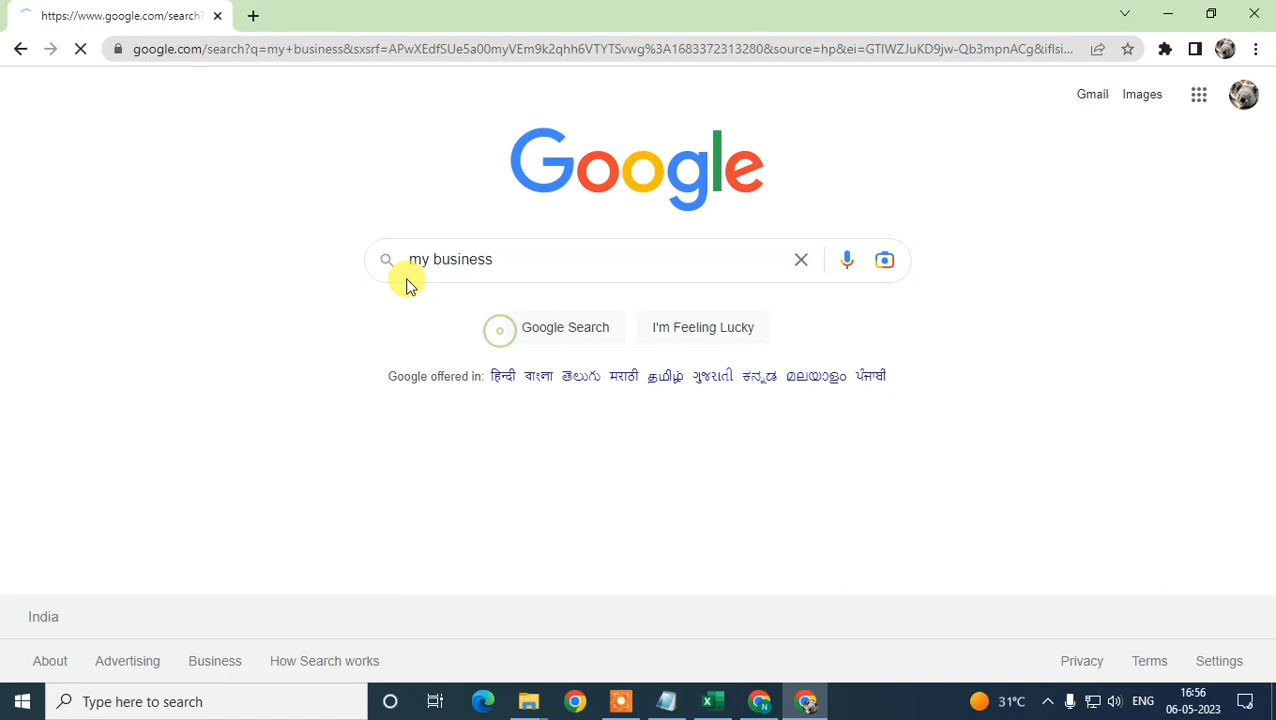 https://www.google.com/search?
google.com/search?q=my+business&sxsrf=APwXEdfSUe5a00myVEm9k2qhh6VTYTSvwg%3A1683372313280&source=hp&ei=GTlWZJuKD9jw-Qb3mpnACg&iflsi...
Gmail Images
Google
my business
Google Search I'm Feeling Lucky
Google offered in: हिन्दी বাংলা తెలుగు मराठी தமிழ் ગુજરાતી ಕನ್ನಡ മലയാളം ਪੰਜਾਬੀ
India
About Advertising Business How Search works Privacy Terms Settings
Type here to search
31°C ENG
16:56
06-05-2023